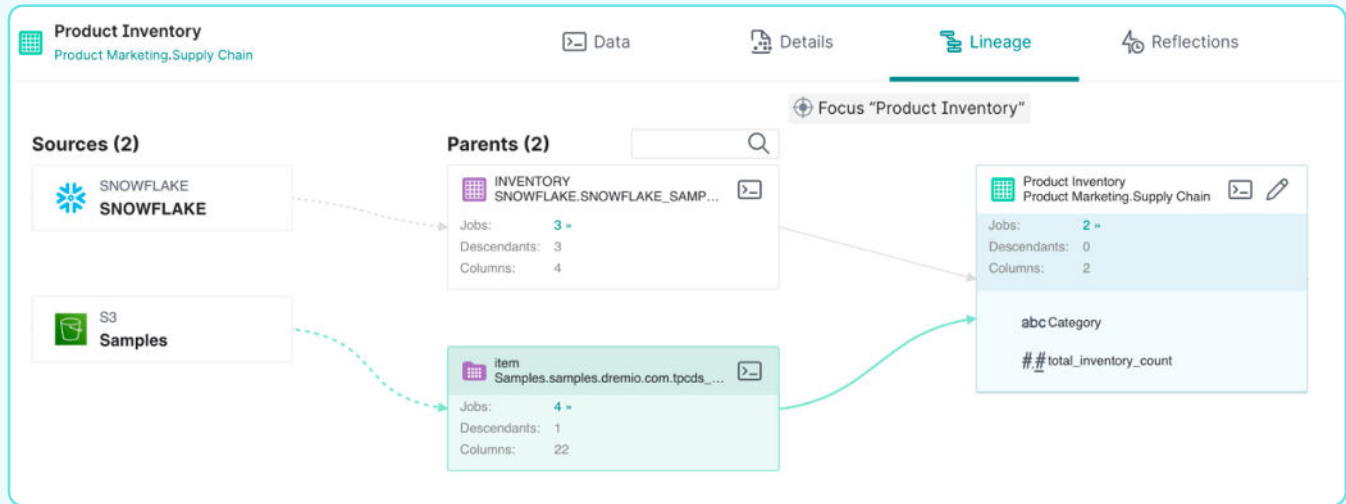 Product Inventory
Product Marketing.Supply Chain
Data
Details
Lineage
Reflections
Focus “Product Inventory”
Sources (2)
SNOWFLAKE
SNOWFLAKE
S3
Samples
Parents (2)
INVENTORY
SNOWFLAKE.SNOWFLAKE_SAMP...
Jobs: 3 »
Descendants: 3
Columns: 4
item
Samples.samples.dremio.com.tpcds_...
Jobs: 4 »
Descendants: 1
Columns: 22
Product Inventory
Product Marketing.Supply Chain
Jobs: 2 »
Descendants: 0
Columns: 2
abc Category
#.# total_inventory_count